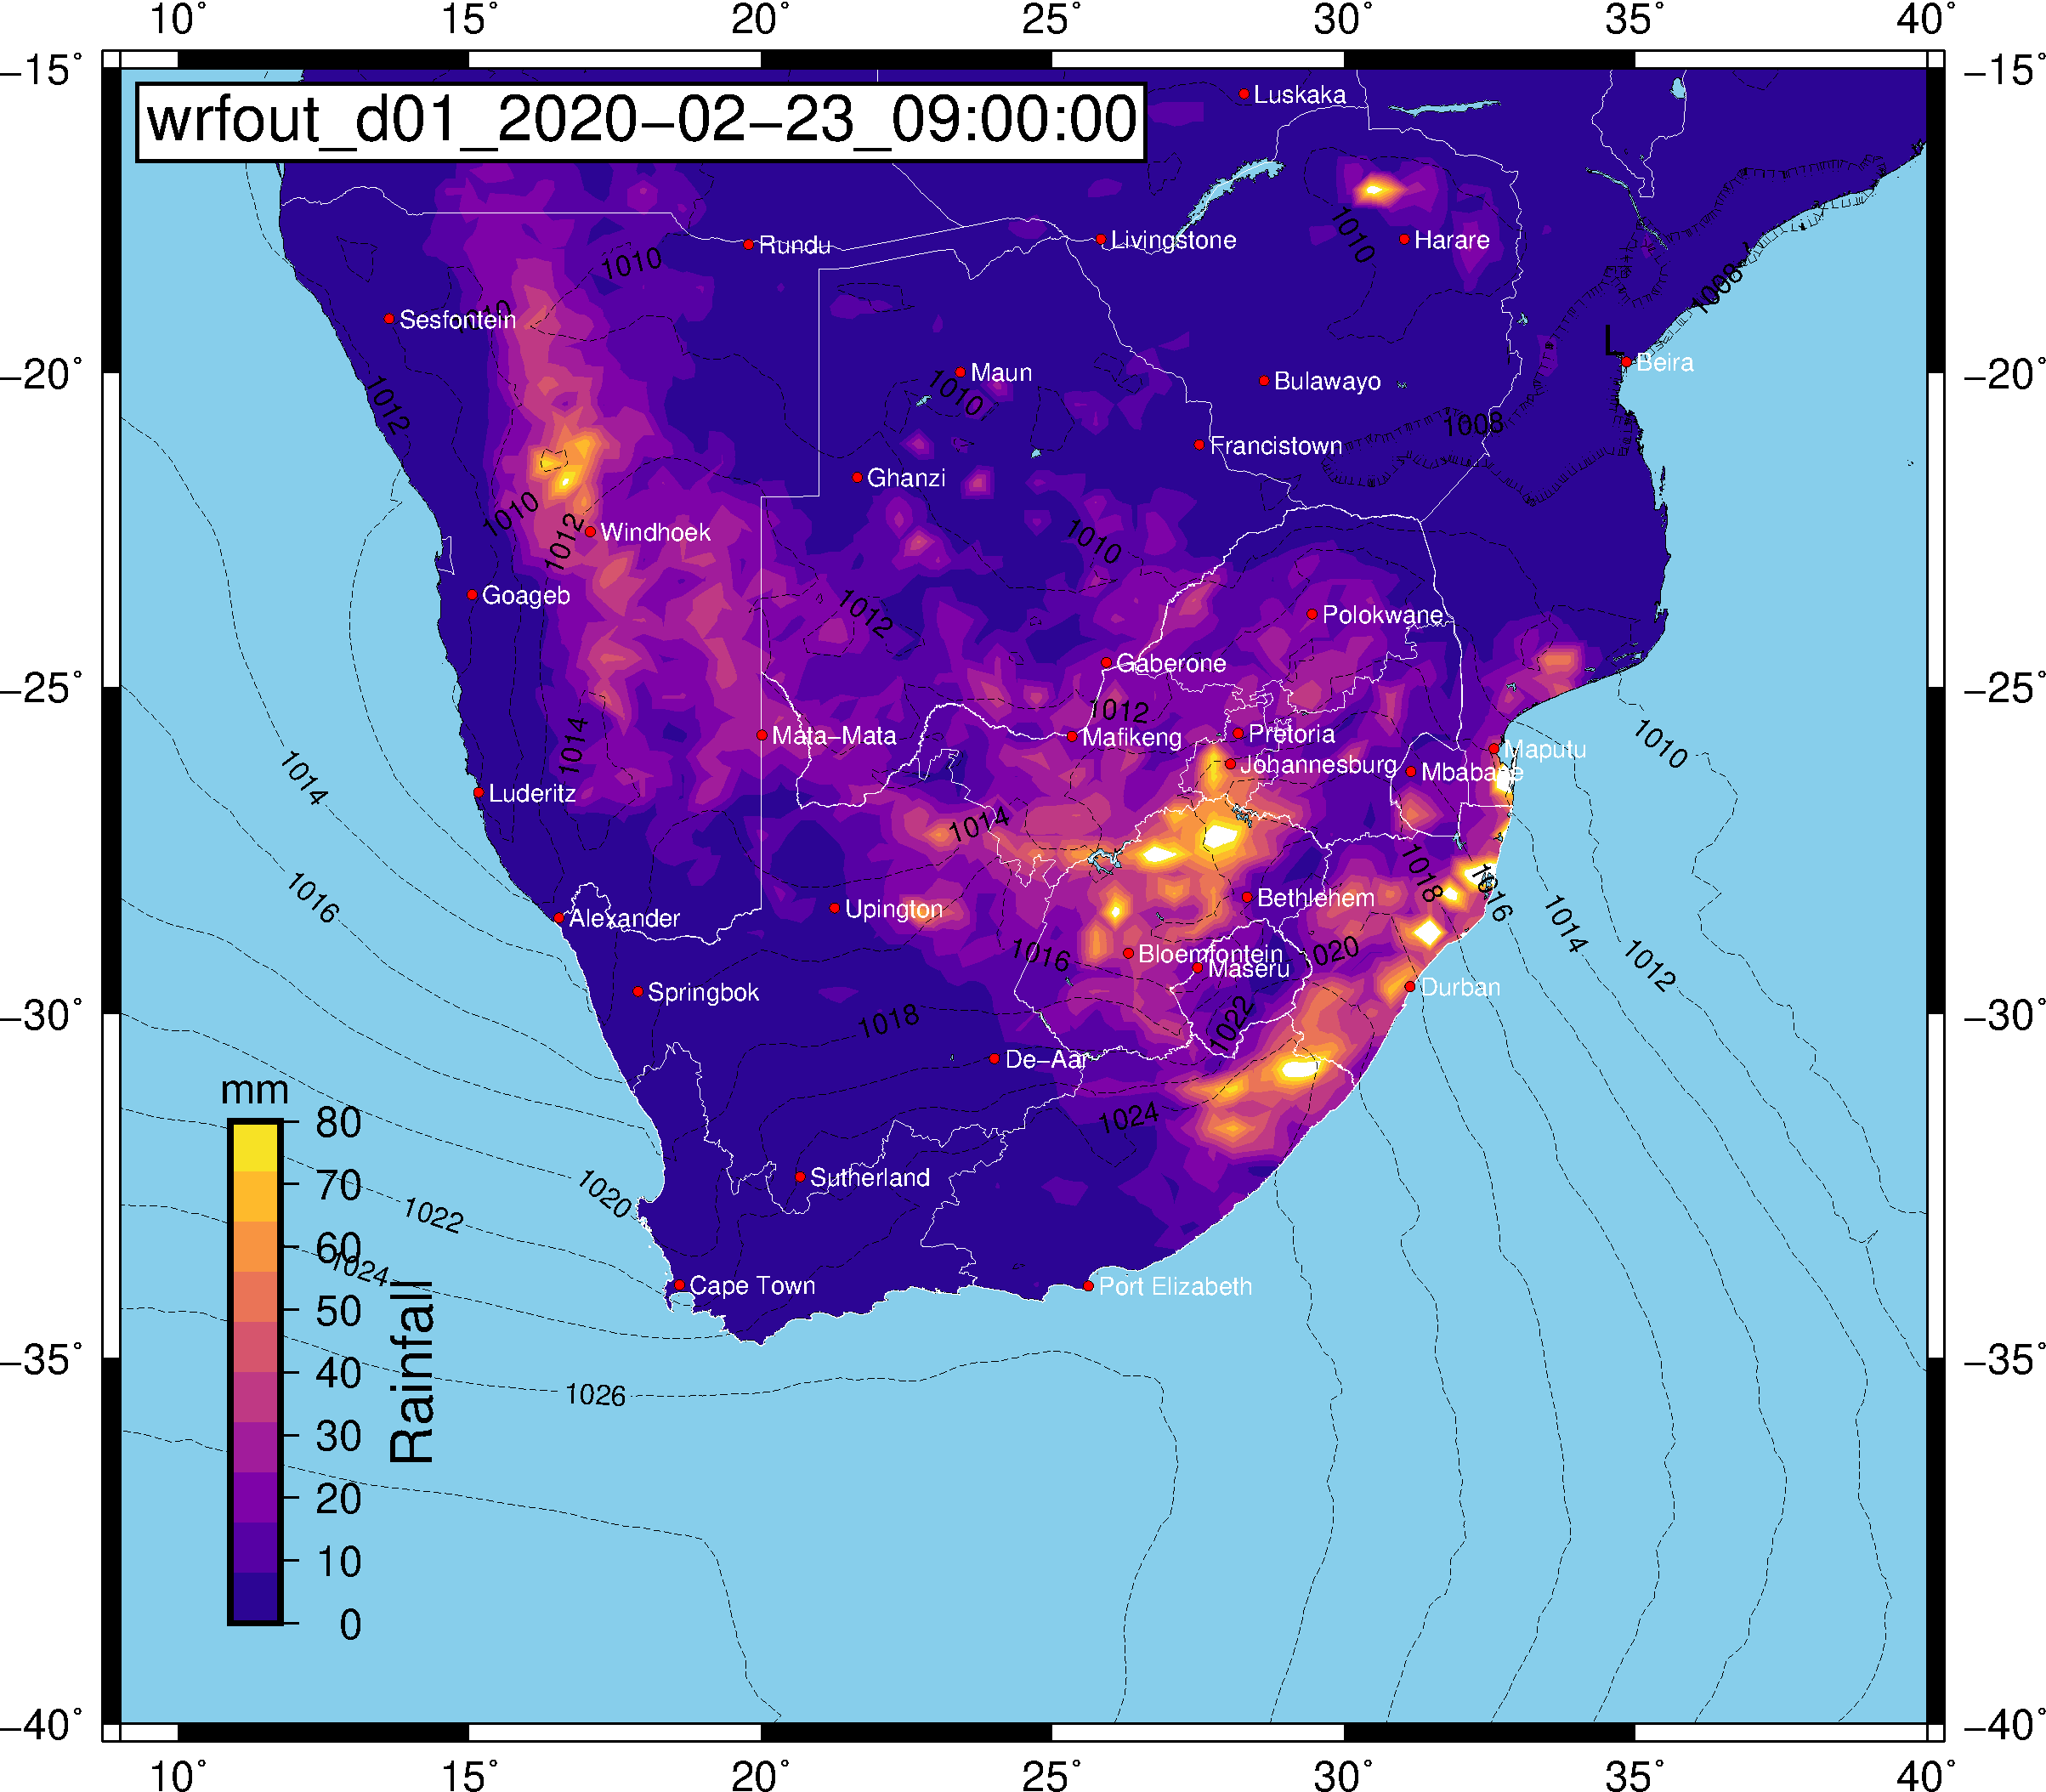 10° 15° 20° 25° 30° 35° 40°
−15° −15°
wrfout_d01_2020−02−23_09:00:00
Luskaka
Rundu Livingstone Harare
1010 1010
1008
Sesfontein 1010
L
Beira
−20° −20°
Maun
1010
Bulawayo
1012
1008
Francistown
Ghanzi
1010
Windhoek
1012
1010
Goageb
1012
Polokwane
Gaberone
−25° −25°
1012
1014
Mata−Mata Mafikeng Pretoria
Maputu
1010
Johannesburg Mbabane
1014
Luderitz
1014
1018
1016
1016
Bethlehem
Upington
Alexander
1014
1020
1016
Bloemfontein
Maseru
1012
Durban
Springbok
1022
1018
−30° −30°
De−Aar
mm
1024
80
70
60
50
40
30
20
10
0
Rainfall
Sutherland
1020
1022
1024
Cape Town Port Elizabeth
−35° −35°
1026
−40° −40°
10° 15° 20° 25° 30° 35° 40°